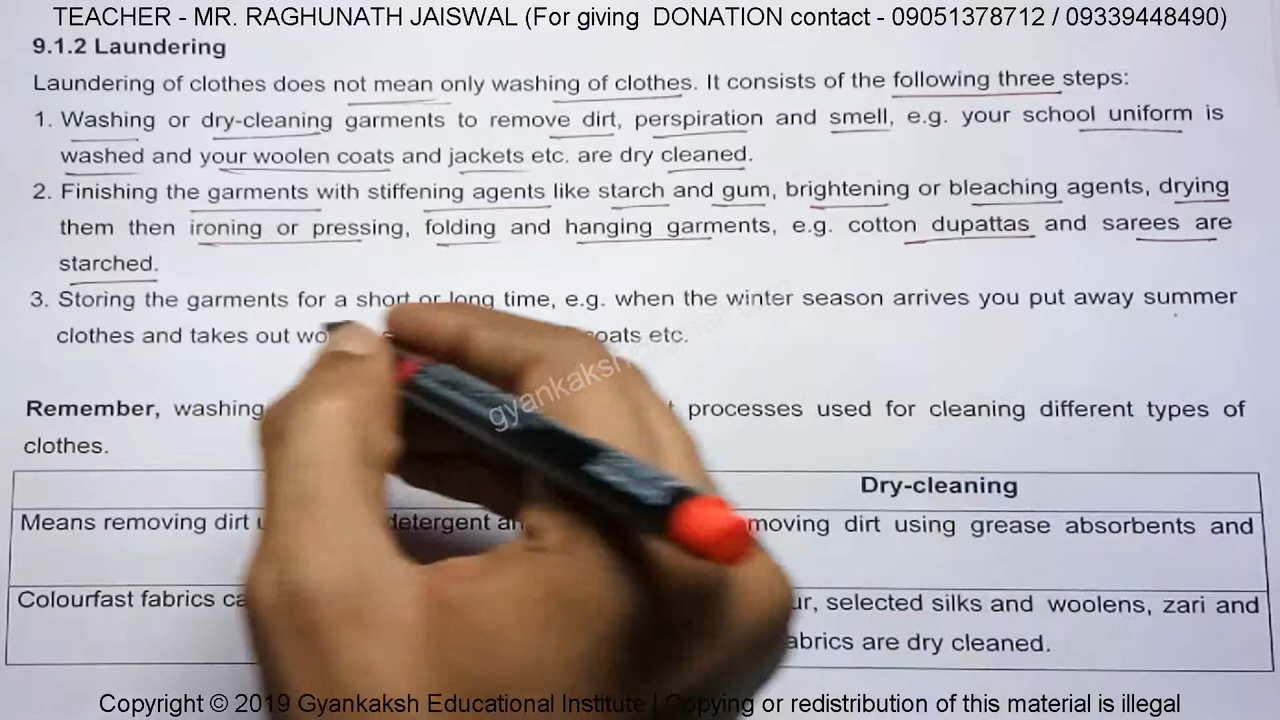 TEACHER - MR. RAGHUNATH JAISWAL (For giving DONATION contact - 09051378712 / 09339448490)
9.1.2 Laundering
Laundering of clothes does not mean only washing of clothes. It consists of the following three steps:
1. Washing or dry-cleaning garments to remove dirt, perspiration and smell, e.g. your school uniform is
washed and your woolen coats and jackets etc. are dry cleaned.
2. Finishing the garments with stiffening agents like starch and gum, brightening or bleaching agents, drying
them then ironing or pressing, folding and hanging garments, e.g. cotton dupattas and sarees are
starched.
3. Storing the garments for a short or long time, e.g. when the winter season arrives you put away summer
clothes and takes out coats etc.
gyankaksh
Remember, washing processes used for cleaning different types of
clothes.
Dry-cleaning
Means removing dirt detergent moving dirt using grease absorbents and
Colourfast fabrics selected silks and woolens, zari and
fabrics are dry cleaned.
Copyright © 2019 Gyankaksh Educational Institute | Copying or redistribution of this material is illegal